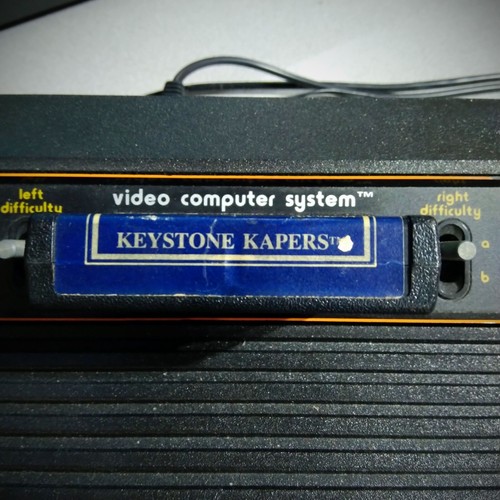 left
difficulty
video computer system™
right
difficulty
a
b
KEYSTONE KAPERS™